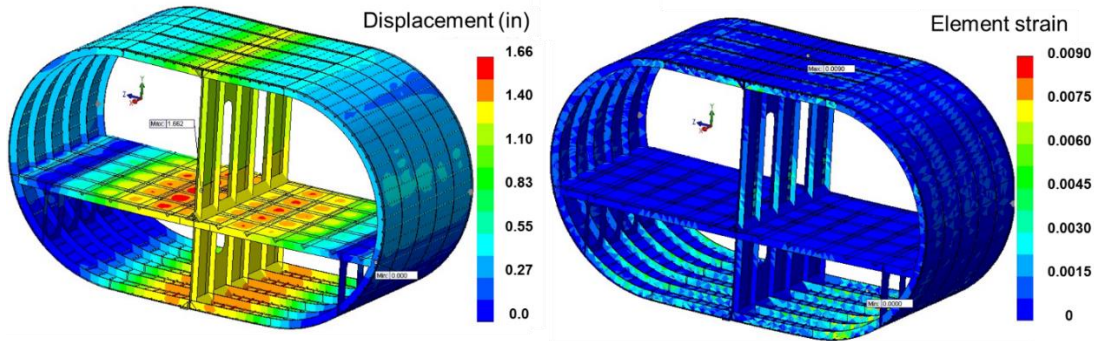 Displacement (in)
1.66
1.40
1.10
0.83
0.55
0.27
0.0
Y
Z
X
Max: 1.662
Min: 0.000
Element strain
0.0090
0.0075
0.0060
0.0045
0.0030
0.0015
0
Max: 0.0090
Y
Z
X
Min: 0.0000